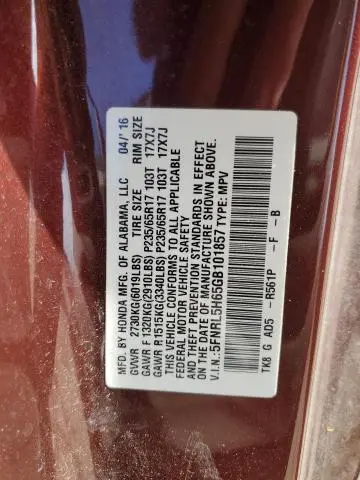 MFD. BY HONDA MFG. OF ALABAMA, LLC 04/'16
GVWR 2730KG(6019LBS) TIRE SIZE RIM SIZE
GAWR F 1320KG(2910LBS) P235/65R17 103T 17X7J
GAWR R 1515KG(3340LBS) P235/65R17 103T 17X7J
THIS VEHICLE CONFORMS TO ALL APPLICABLE
FEDERAL MOTOR VEHICLE SAFETY
AND THEFT PREVENTION STANDARDS IN EFFECT
ON THE DATE OF MANUFACTURE SHOWN ABOVE.
V.I.N.: 5FNRL5H65GB101857 TYPE: MPV
TK8 G AD5 - R561P - F - B